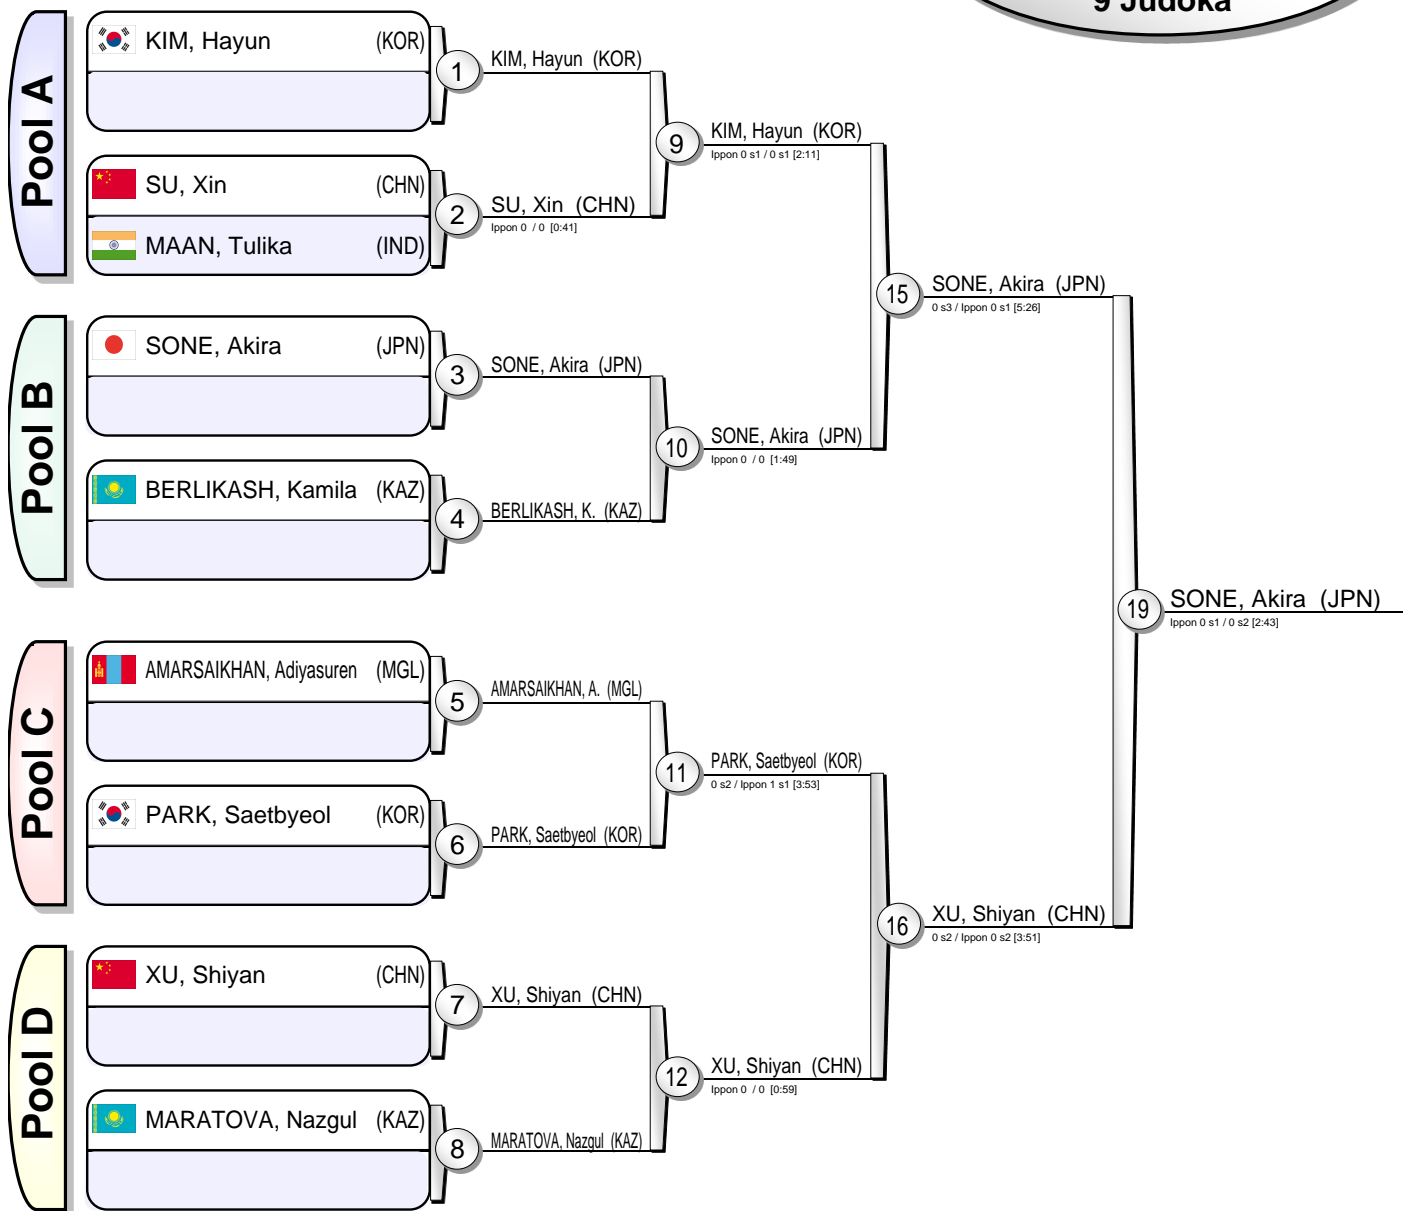 9 Judoka
Pool A
KIM, Hayun (KOR)
1
KIM, Hayun (KOR)
SU, Xin (CHN)
MAAN, Tulika (IND)
2
SU, Xin (CHN)
Ippon 0 / 0 [0:41]
9
KIM, Hayun (KOR)
Ippon 0 s1 / 0 s1 [2:11]
Pool B
SONE, Akira (JPN)
3
SONE, Akira (JPN)
BERLIKASH, Kamila (KAZ)
4
BERLIKASH, K. (KAZ)
10
SONE, Akira (JPN)
Ippon 0 / 0 [1:49]
15
SONE, Akira (JPN)
0 s3 / Ippon 0 s1 [5:26]
Pool C
AMARSAIKHAN, Adiyasuren (MGL)
5
AMARSAIKHAN, A. (MGL)
PARK, Saetbyeol (KOR)
6
PARK, Saetbyeol (KOR)
11
PARK, Saetbyeol (KOR)
0 s2 / Ippon 1 s1 [3:53]
Pool D
XU, Shiyan (CHN)
7
XU, Shiyan (CHN)
MARATOVA, Nazgul (KAZ)
8
MARATOVA, Nazgul (KAZ)
12
XU, Shiyan (CHN)
Ippon 0 / 0 [0:59]
16
XU, Shiyan (CHN)
0 s2 / Ippon 0 s2 [3:51]
19
SONE, Akira (JPN)
Ippon 0 s1 / 0 s2 [2:43]